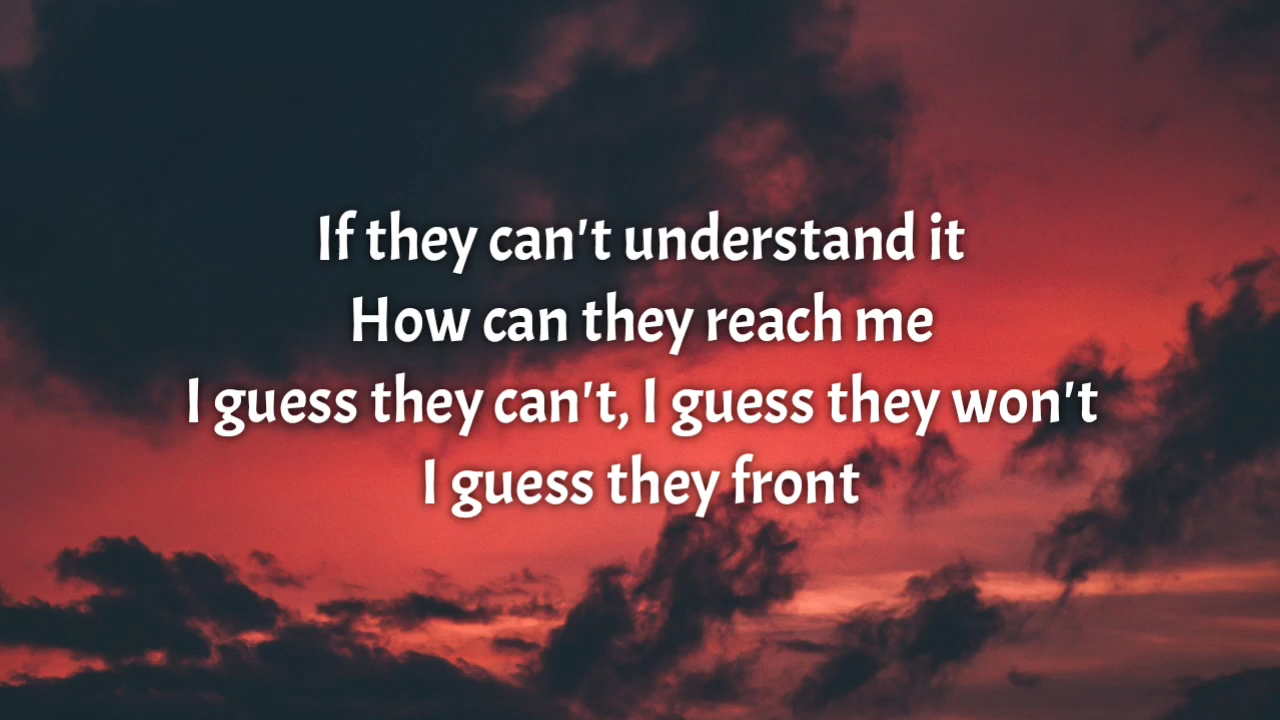 If they can't understand it
How can they reach me
I guess they can't, I guess they won't
I guess they front